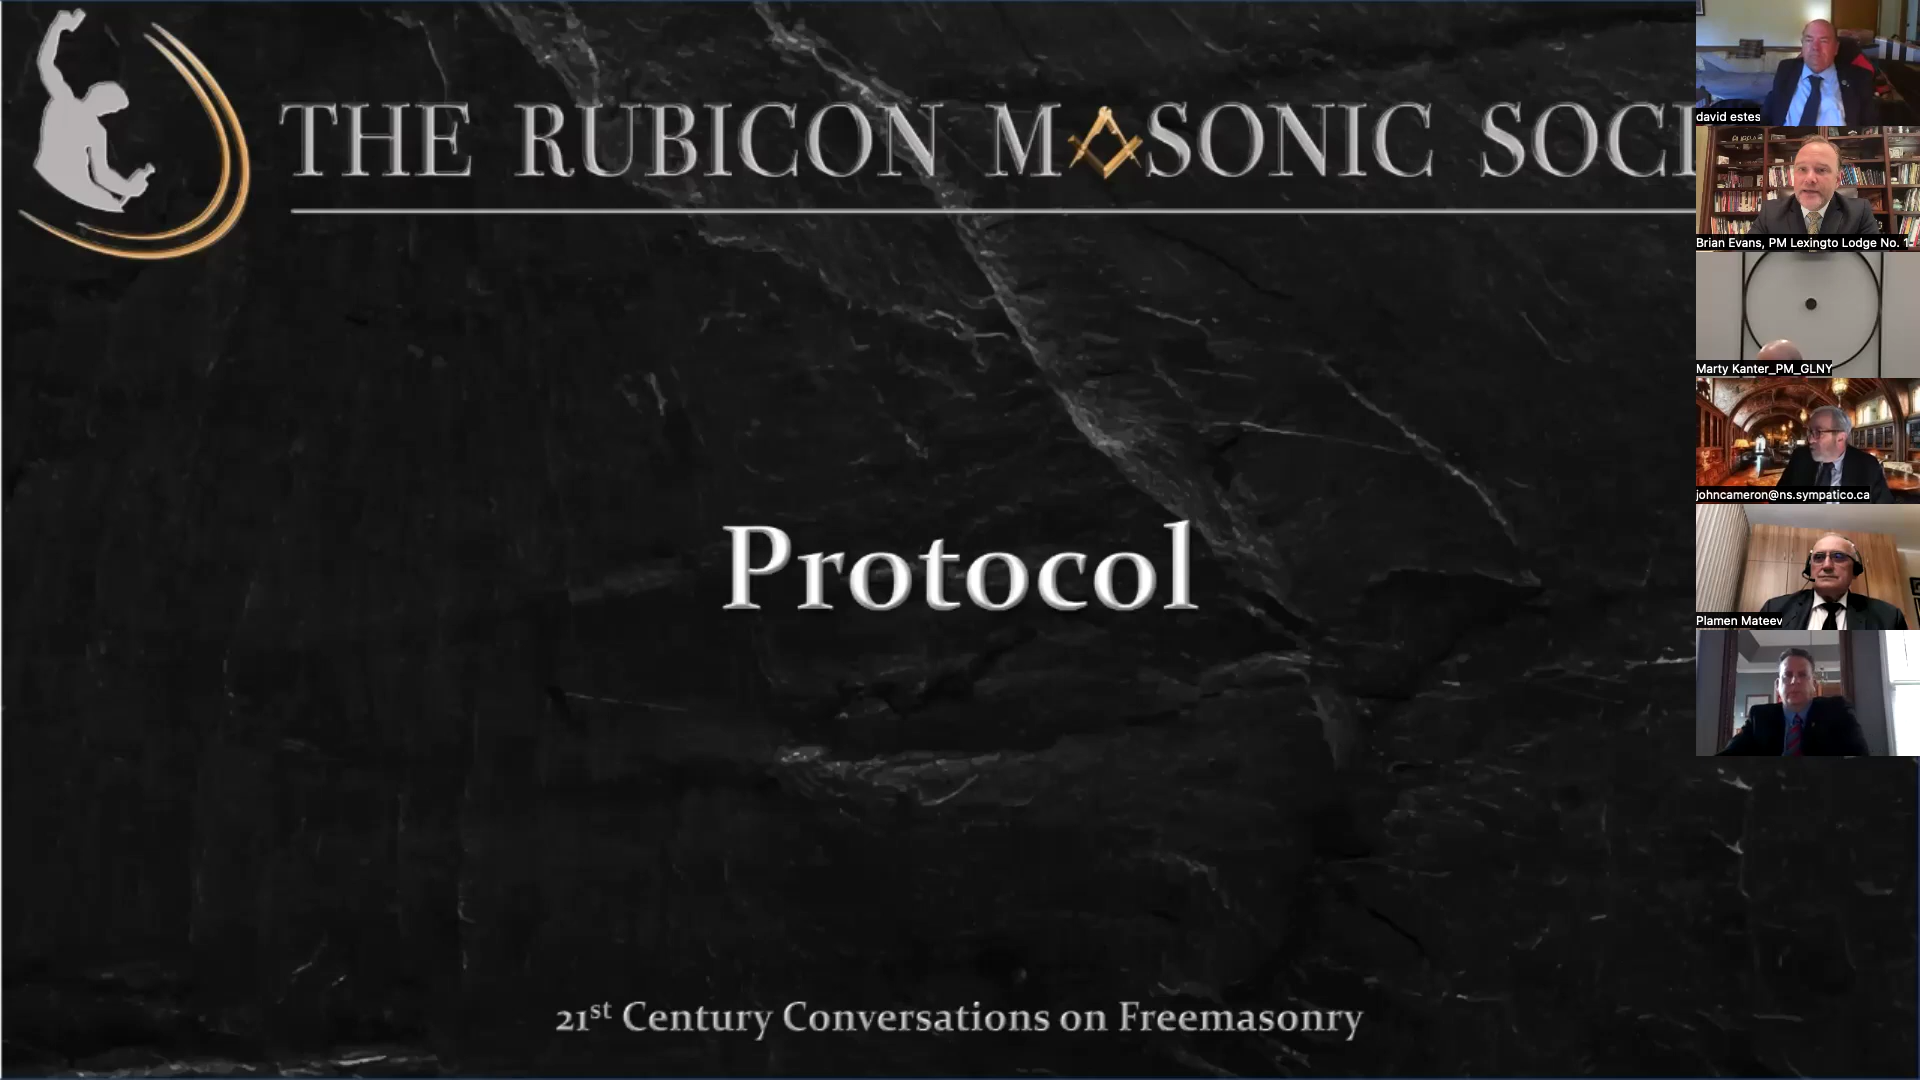 THE RUBICON MASONIC SOCI
Protocol
21st Century Conversations on Freemasonry
david estes
Brian Evans, PM Lexingto Lodge No. 1
Marty Kanter_PM_GLNY
johncameron@ns.sympatico.ca
Plamen Mateev